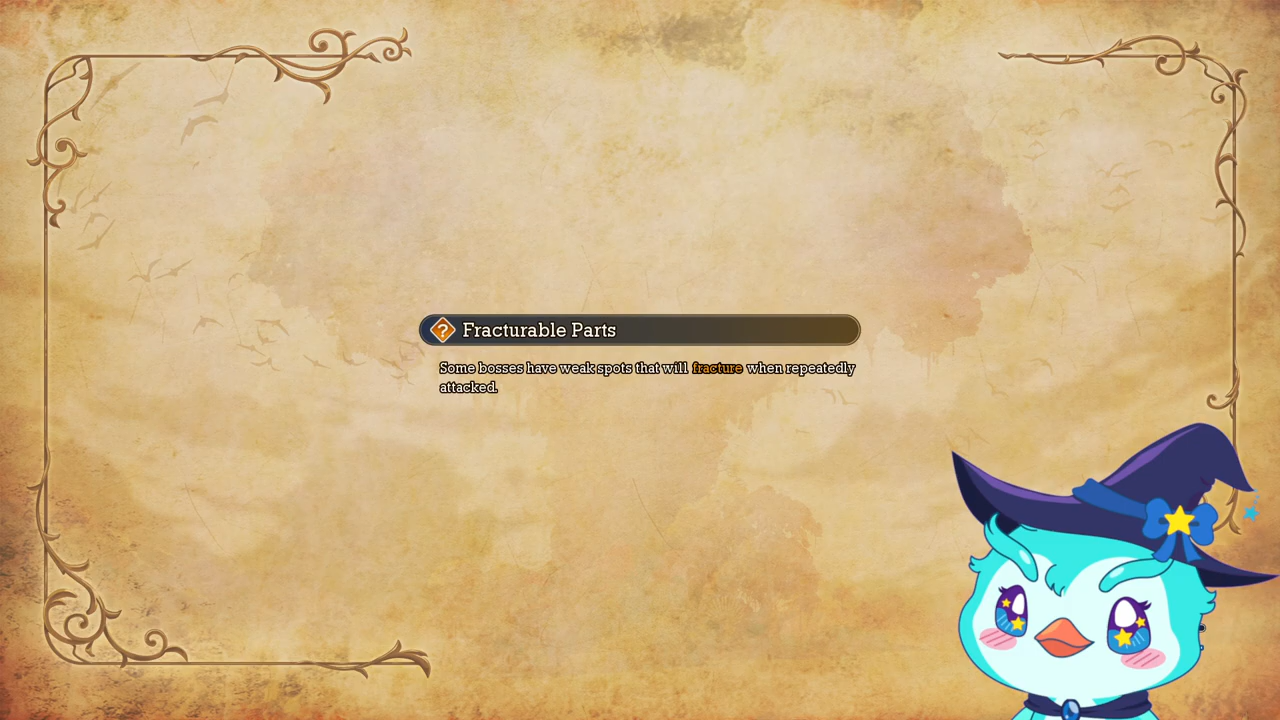 Fracturable Parts
Some bosses have weak spots that will fracture when repeatedly
attacked.